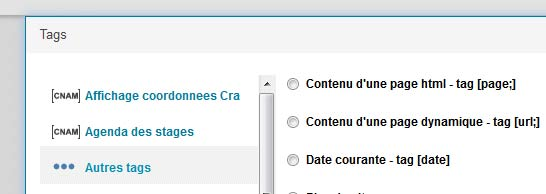 Tags
[CNAM] Affichage coordonnees Cra
[CNAM] Agenda des stages
Autres tags
Contenu d'une page html - tag [page;]
Contenu d'une page dynamique - tag [url;]
Date courante - tag [date]